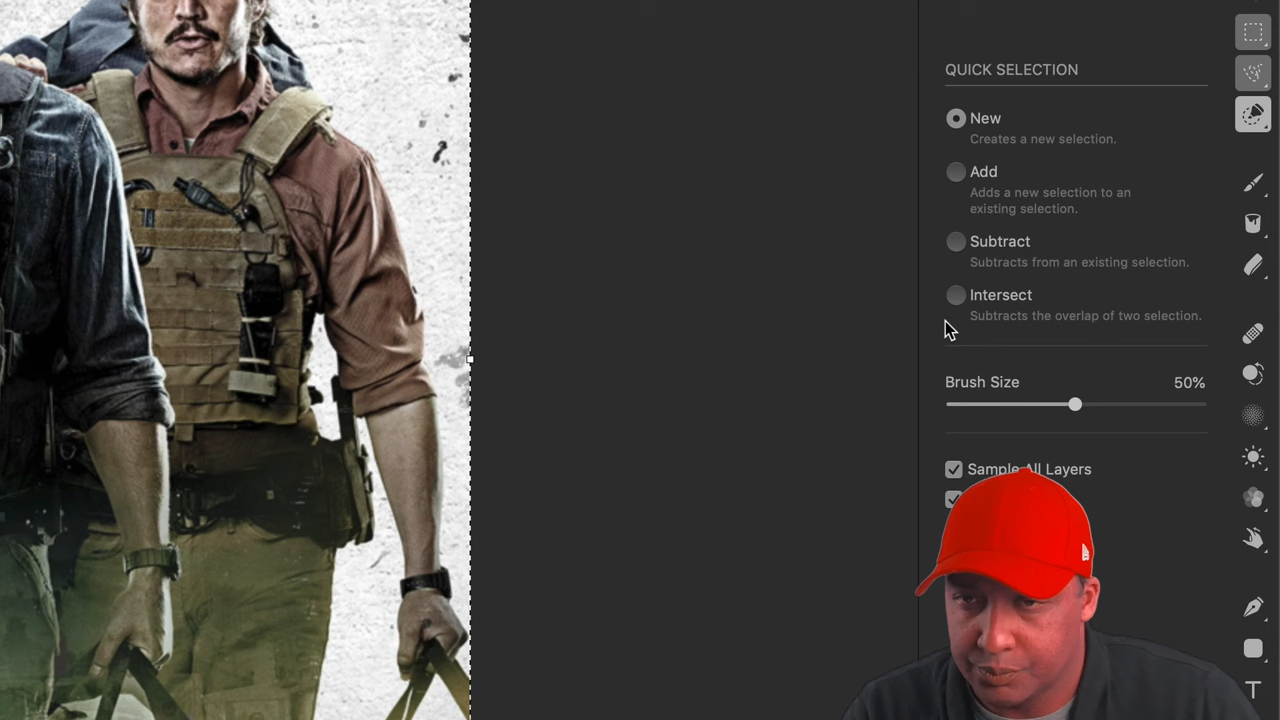 QUICK SELECTION
New
Creates a new selection.
Add
Adds a new selection to an
existing selection.
Subtract
Subtracts from an existing selection.
Intersect
Subtracts the overlap of two selection.
Brush Size 50%
Sample All Layers
T